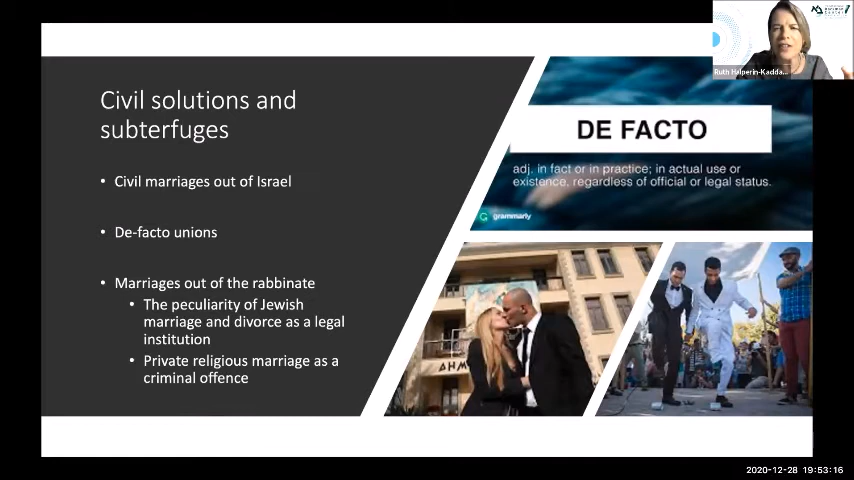 Civil solutions and
subterfuges
• Civil marriages out of Israel
• De-facto unions
• Marriages out of the rabbinate
• The peculiarity of Jewish
marriage and divorce as a legal
institution
• Private religious marriage as a
criminal offence
DE FACTO
adj. in fact or in practice; in actual use or
existence, regardless of official or legal status.
grammarly
ΔΗΜ
Ruth Halperin-Kadda...
2020-12-28 19:53:16